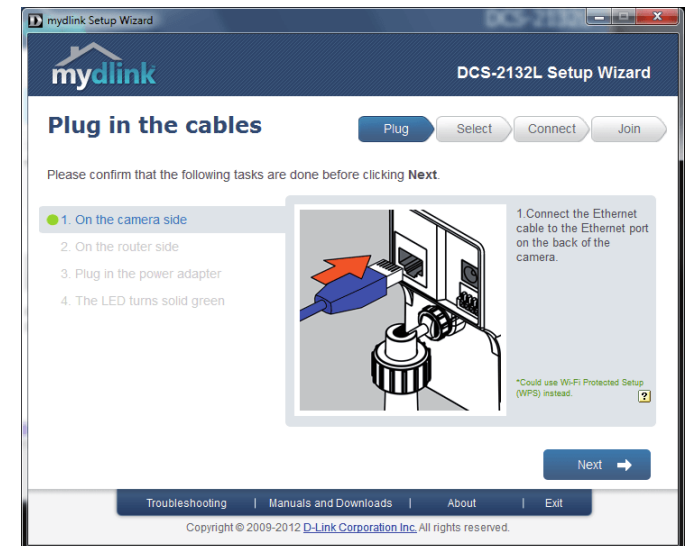 mydlink Setup Wizard
mydlink
DCS-2132L Setup Wizard
Plug in the cables
Plug
Select
Connect
Join
Please confirm that the following tasks are done before clicking Next.
1. On the camera side
2. On the router side
3. Plug in the power adapter
4. The LED turns solid green
1.Connect the Ethernet
cable to the Ethernet port
on the back of the
camera.
*Could use Wi-Fi Protected Setup
(WPS) instead.
?
Next
Troubleshooting | Manuals and Downloads | About | Exit
Copyright © 2009-2012 D-Link Corporation Inc. All rights reserved.